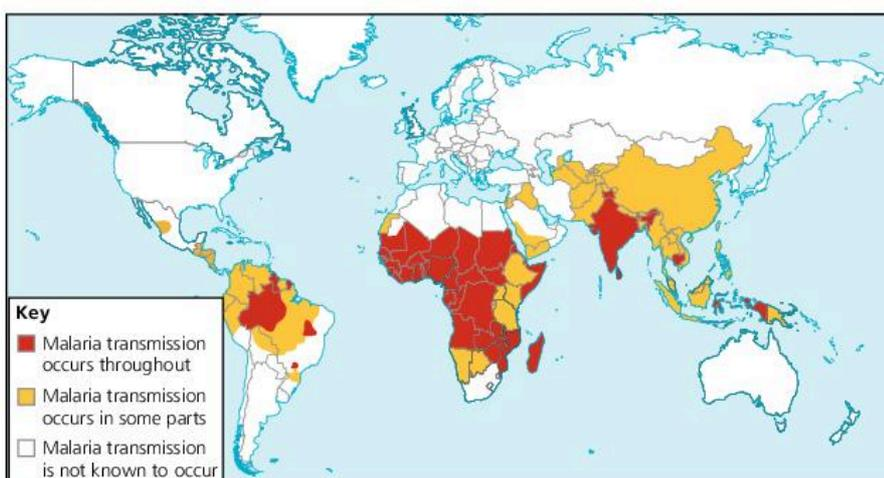 Key
Malaria transmission
occurs throughout
Malaria transmission
occurs in some parts
Malaria transmission
is not known to occur